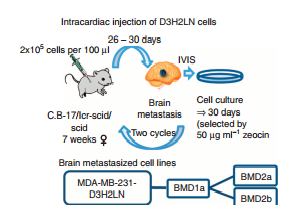 Intracardiac injection of D3H2LN cells
26 – 30 days
2x10⁵ cells per 100 µl
IVIS
Brain
metastasis
Cell culture
⇒ 30 days
(selected by
50 µg ml⁻¹ zeocin
C.B-17/Icr-scid/
scid
7 weeks ♀
Two cycles
Brain metastasized cell lines
MDA-MB-231-
D3H2LN
BMD1a
BMD2a
BMD2b